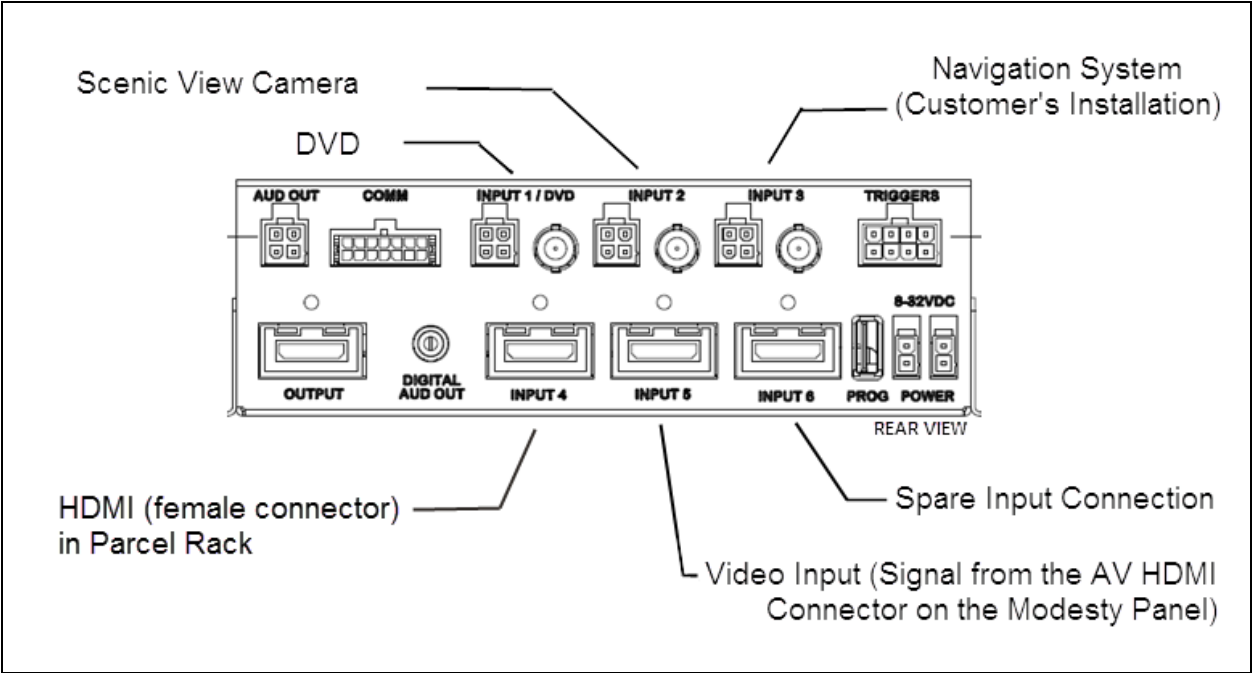 Scenic View Camera
Navigation System
(Customer's Installation)
DVD
AUD OUT
COMM
INPUT 1 / DVD
INPUT 2
INPUT 3
TRIGGERS
8-32VDC
OUTPUT
DIGITAL
AUD OUT
INPUT 4
INPUT 5
INPUT 6
PROG
POWER
REAR VIEW
HDMI (female connector)
in Parcel Rack
Spare Input Connection
Video Input (Signal from the AV HDMI
Connector on the Modesty Panel)